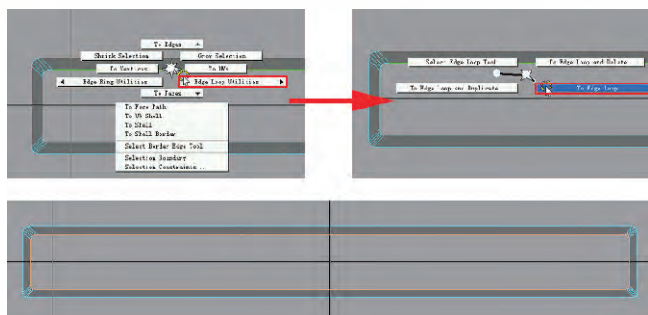 To Edges
Shrink Selection
Grow Selection
To Vertices
To UVs
Edge Ring Utilities
Edge Loop Utilities
To Faces
To Face Path
To UV Shell
To Shell
To Shell Border
Select Border Edge Tool
Selection Boundary
Selection Constraints...
Select Edge Loop Tool
To Edge Loop and Delete
To Edge Loop and Duplicate
To Edge Loop